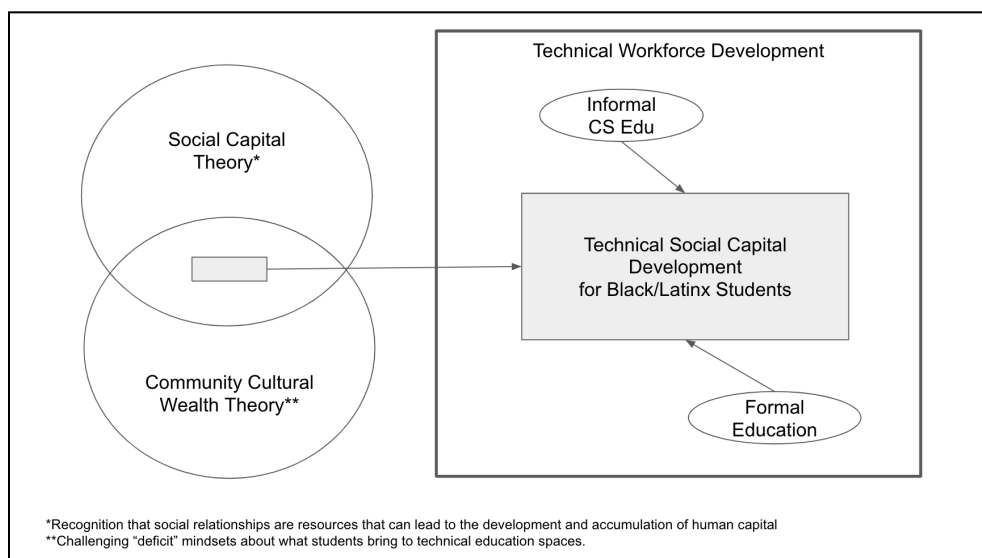 Technical Workforce Development
Informal
CS Edu
Social Capital
Theory*
Technical Social Capital
Development
for Black/Latinx Students
Community Cultural
Wealth Theory**
Formal
Education
*Recognition that social relationships are resources that can lead to the development and accumulation of human capital
**Challenging “deficit” mindsets about what students bring to technical education spaces.